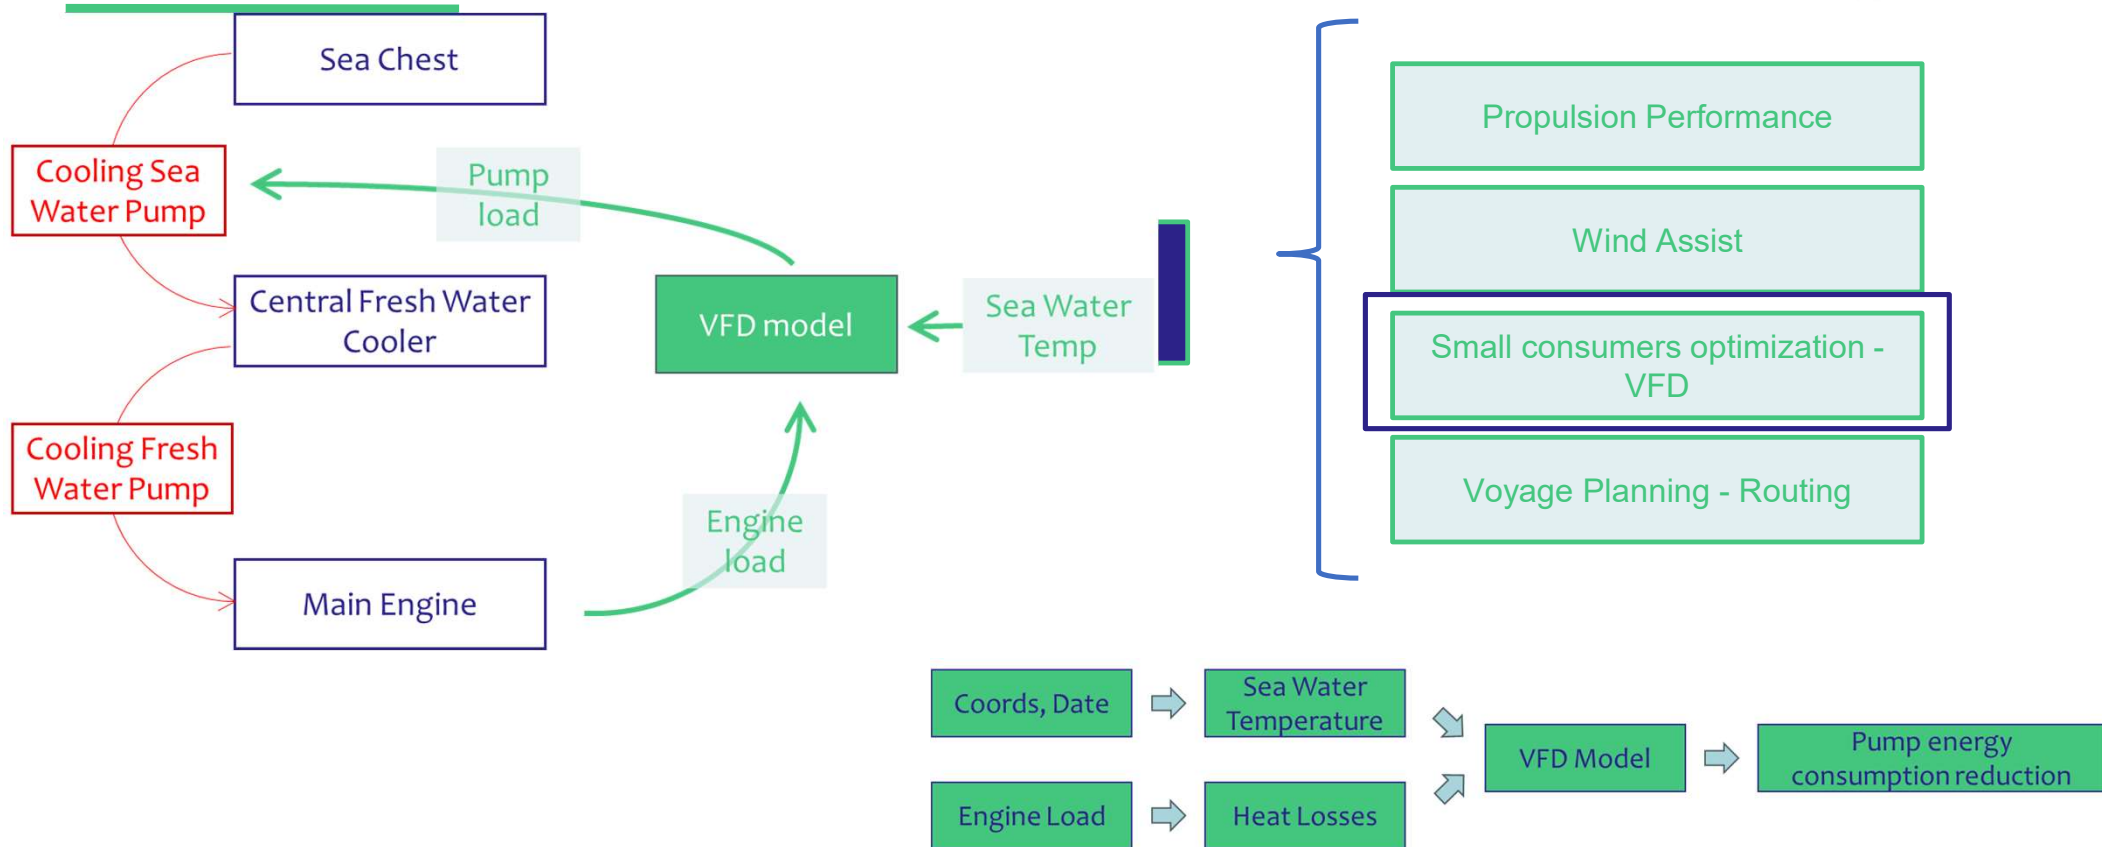 Sea Chest
Cooling Sea
Water Pump
Pump
load
Central Fresh Water
Cooler
VFD model
Sea Water
Temp
Cooling Fresh
Water Pump
Engine
load
Main Engine
Propulsion Performance
Wind Assist
Small consumers optimization -
VFD
Voyage Planning - Routing
Coords, Date
Sea Water
Temperature
Engine Load
Heat Losses
VFD Model
Pump energy
consumption reduction